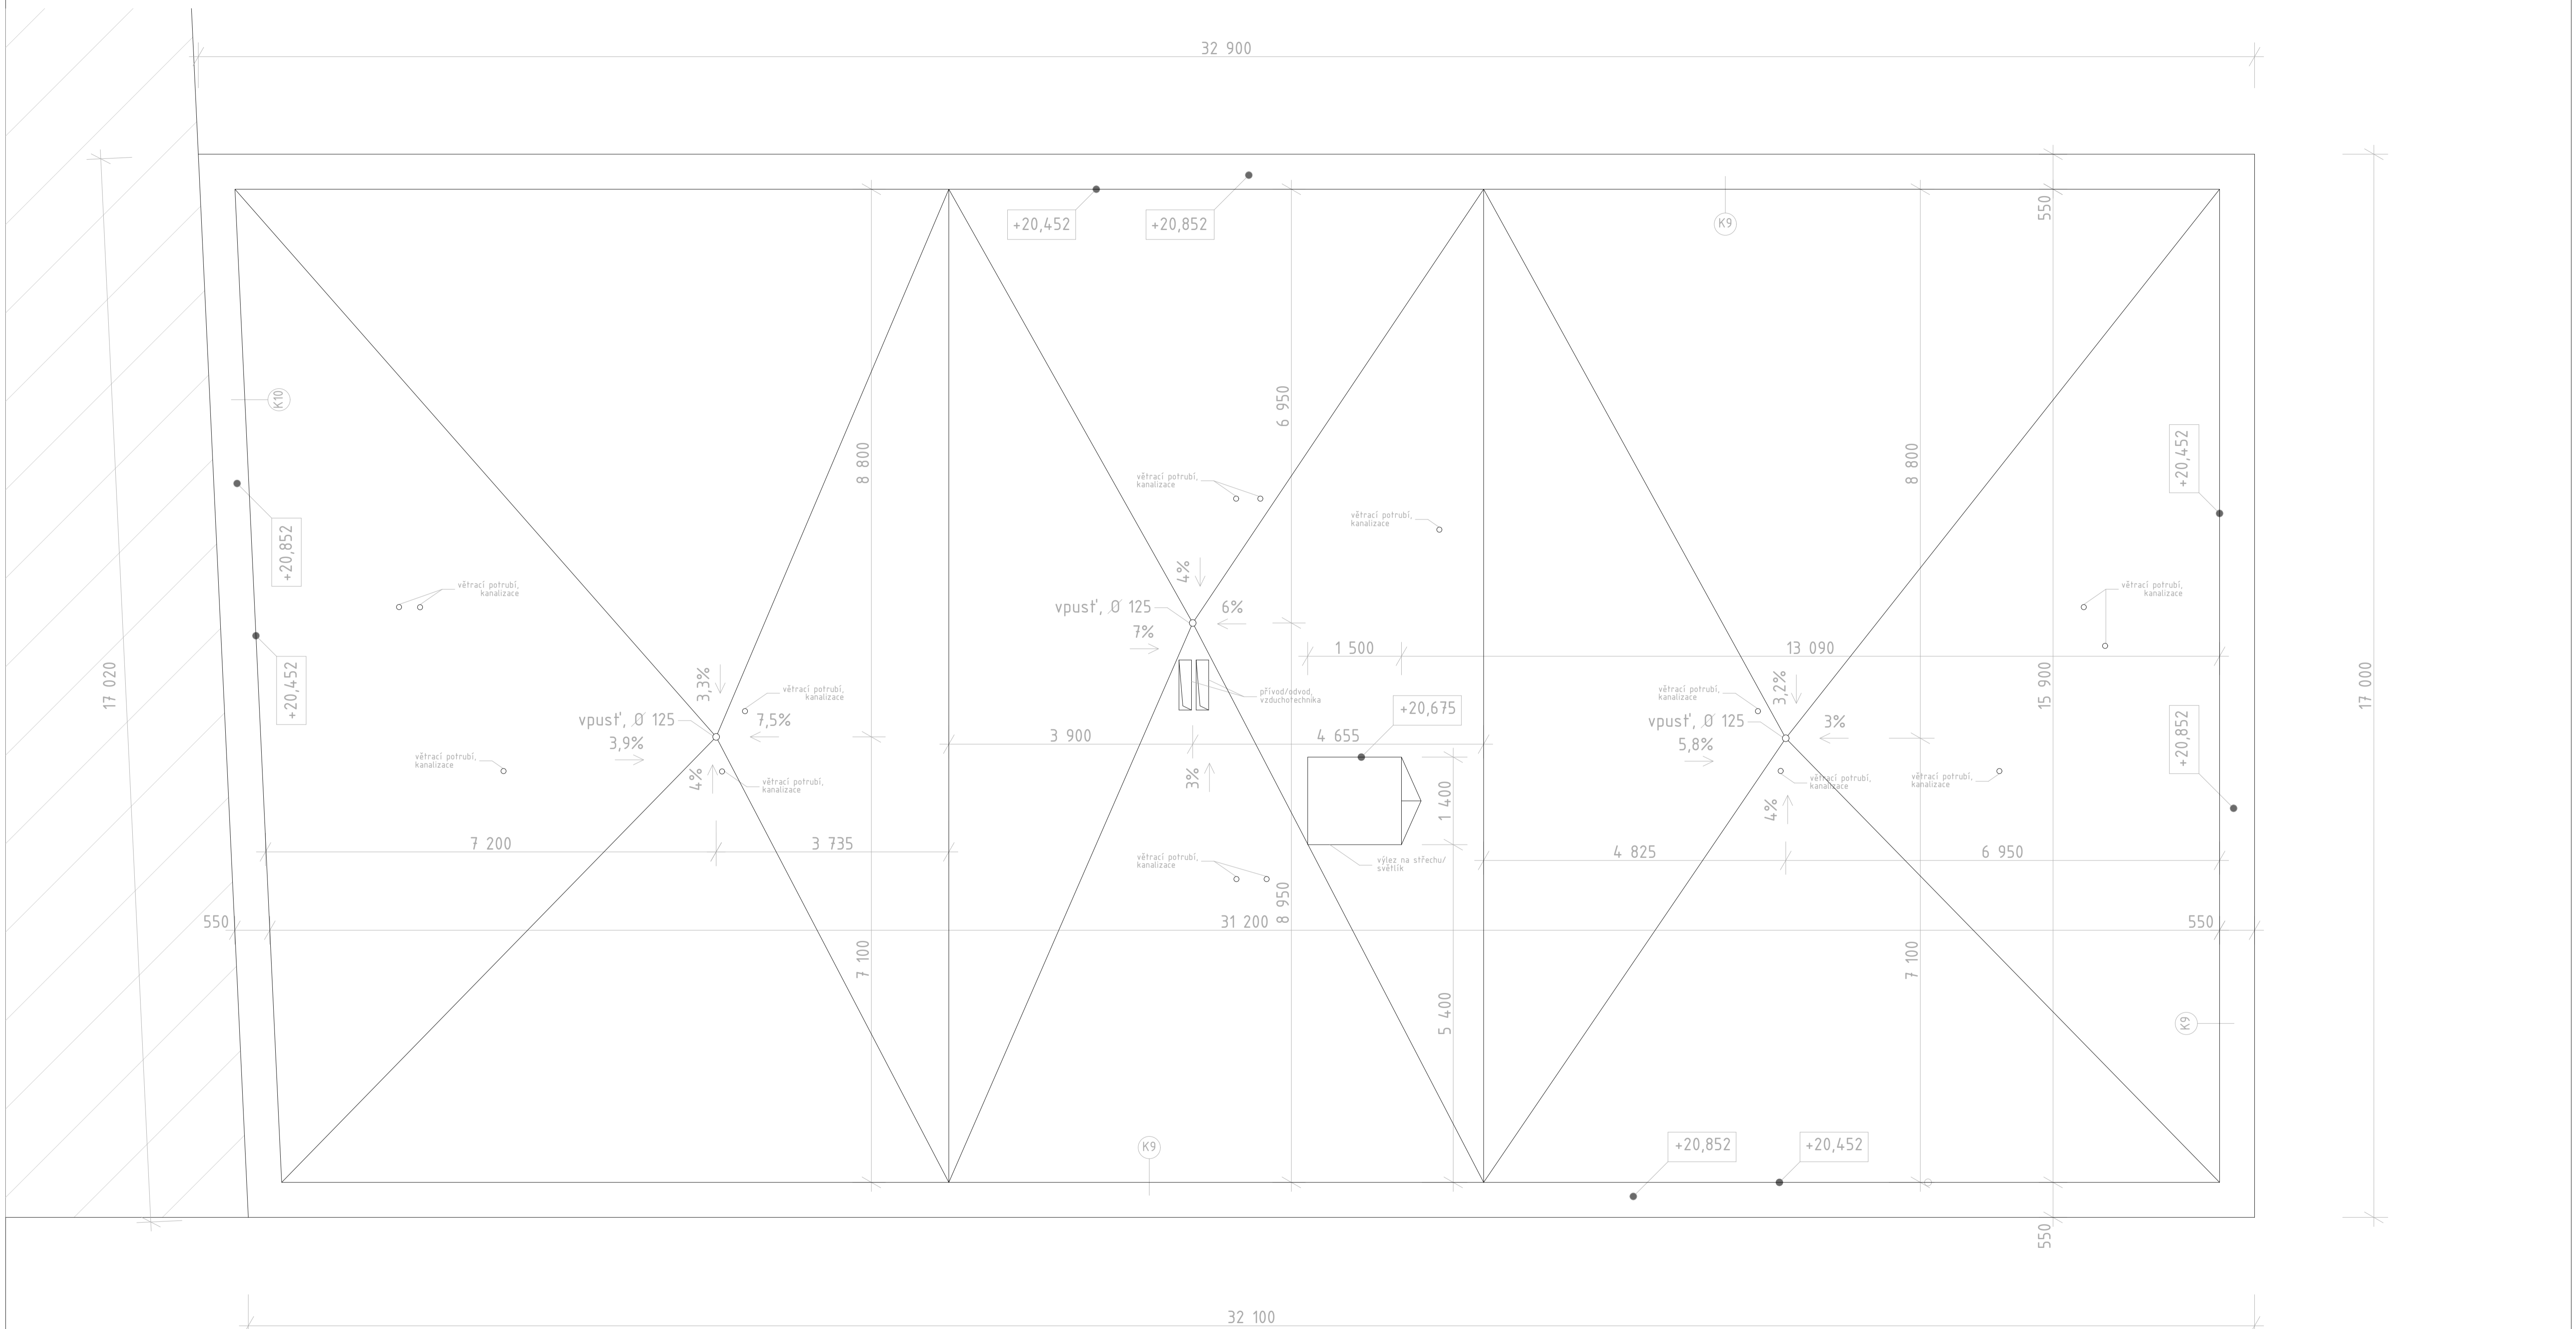 32 900
+20,452
+20,852
K9
550
K10
8 800
6 950
8 800
+20,452
větrací potrubí,
kanalizace
větrací potrubí,
kanalizace
+20,852
4%
větrací potrubí,
kanalizace
větrací potrubí,
kanalizace
vpusť, Ø 125
6%
7%
1 500
13 090
17 020
+20,452
3,3%
větrací potrubí,
kanalizace
7,5%
vpusť, Ø 125
3,9%
přívod/odvod,
vzduchotechnika
+20,675
větrací potrubí,
kanalizace
3,2%
vpusť, Ø 125
3%
5,8%
15 900
17 000
+20,852
3 900
4 655
větrací potrubí,
kanalizace
4%
větrací potrubí,
kanalizace
3%
1 400
větrací potrubí,
kanalizace
4%
větrací potrubí,
kanalizace
7 200
3 735
větrací potrubí,
kanalizace
výlez na střechu/
světlík
4 825
6 950
550
31 200
8 950
550
7 100
5 400
7 100
K9
K9
+20,852
+20,452
550
32 100